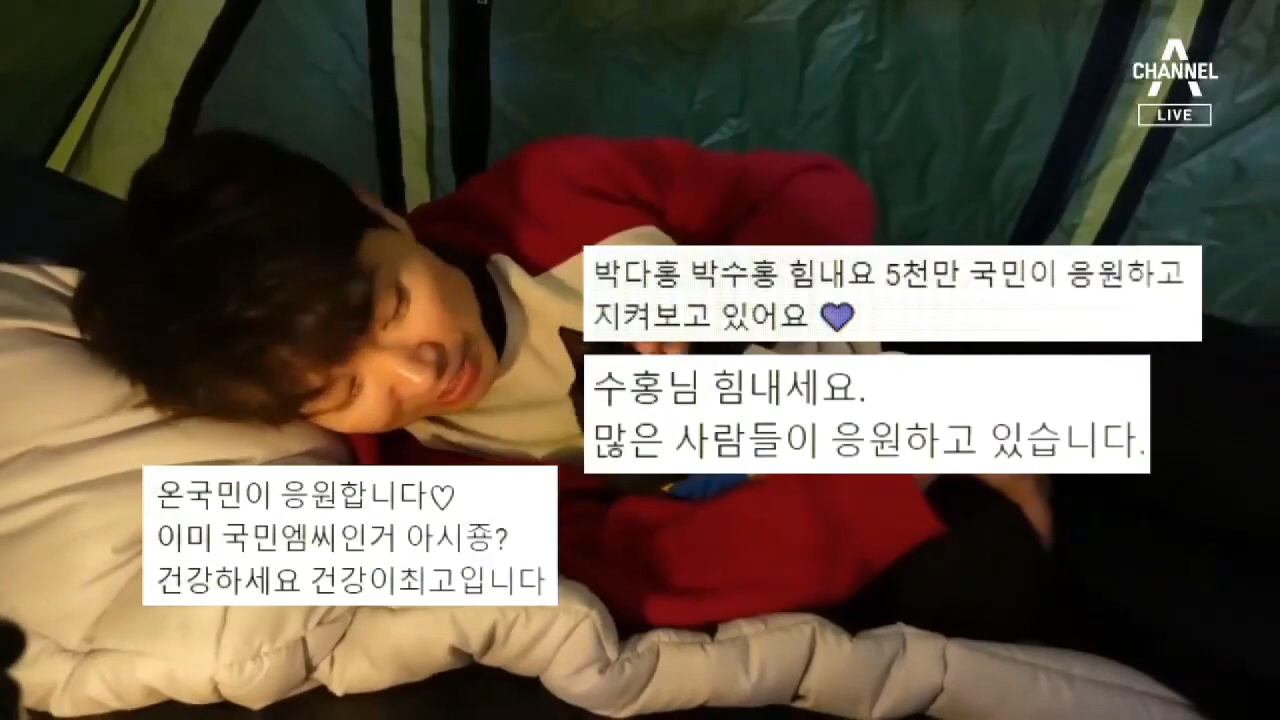 CHANNEL
LIVE
박다홍 박수홍 힘내요 5천만 국민이 응원하고
지켜보고 있어요 💜
수홍님 힘내세요.
많은 사람들이 응원하고 있습니다.
온국민이 응원합니다♡
이미 국민엠씨인거 아시죵?
건강하세요 건강이최고입니다